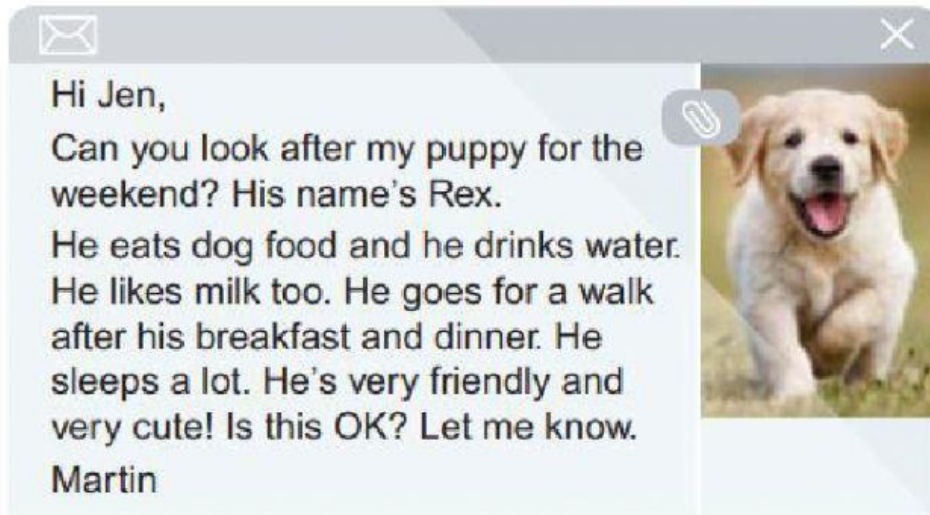 Hi Jen,
Can you look after my puppy for the
weekend? His name's Rex.
He eats dog food and he drinks water.
He likes milk too. He goes for a walk
after his breakfast and dinner. He
sleeps a lot. He's very friendly and
very cute! Is this OK? Let me know.
Martin